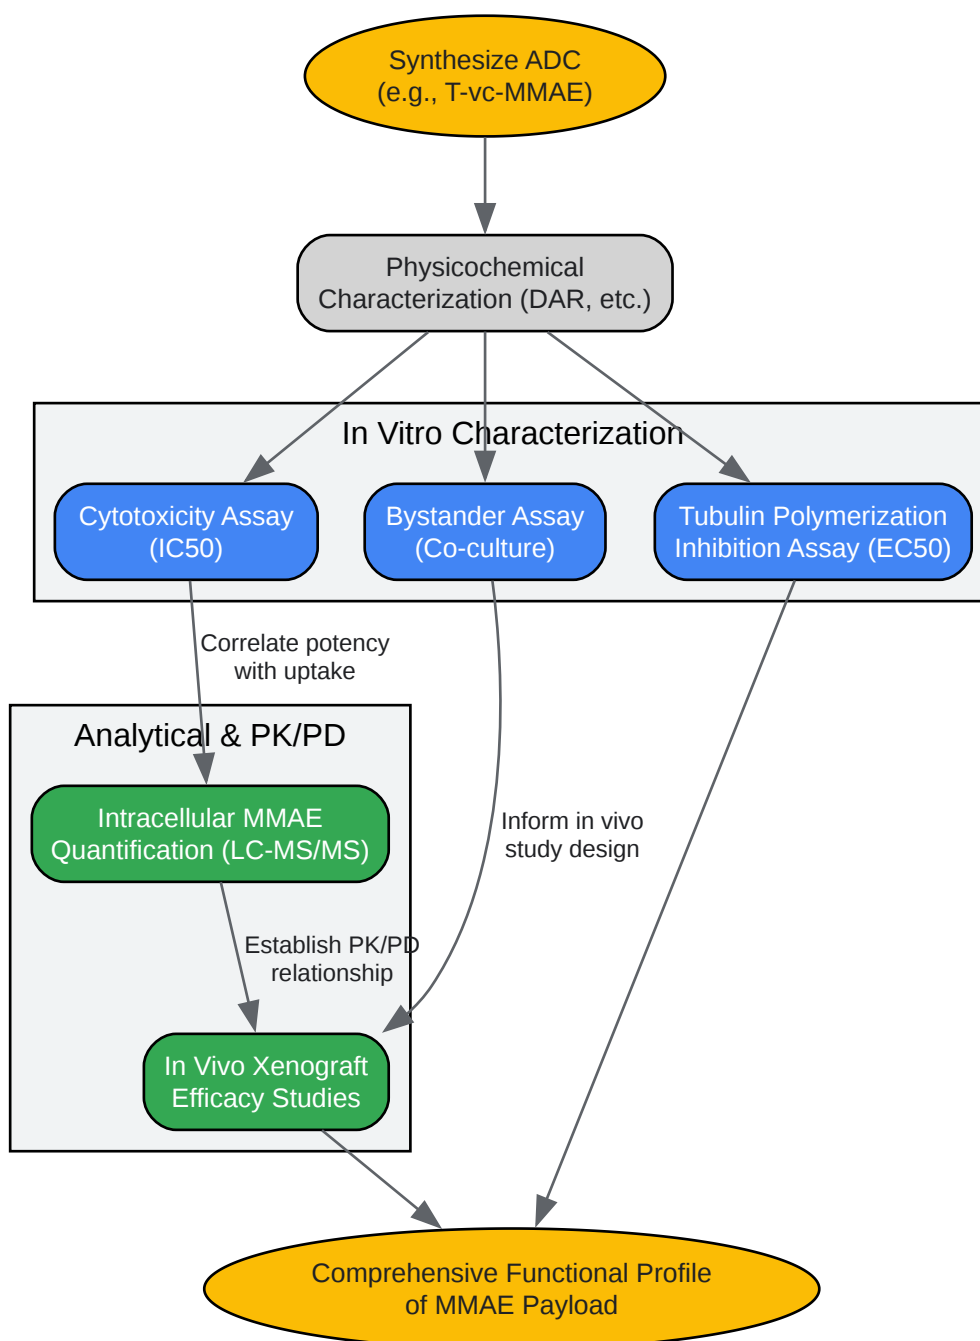 Synthesize ADC
(e.g., T-vc-MMAE)
Physicochemical
Characterization (DAR, etc.)
In Vitro Characterization
Cytotoxicity Assay
(IC50)
Bystander Assay
(Co-culture)
Tubulin Polymerization
Inhibition Assay (EC50)
Correlate potency
with uptake
Analytical & PK/PD
Intracellular MMAE
Quantification (LC-MS/MS)
Inform in vivo
study design
Establish PK/PD
relationship
In Vivo Xenograft
Efficacy Studies
Comprehensive Functional Profile
of MMAE Payload